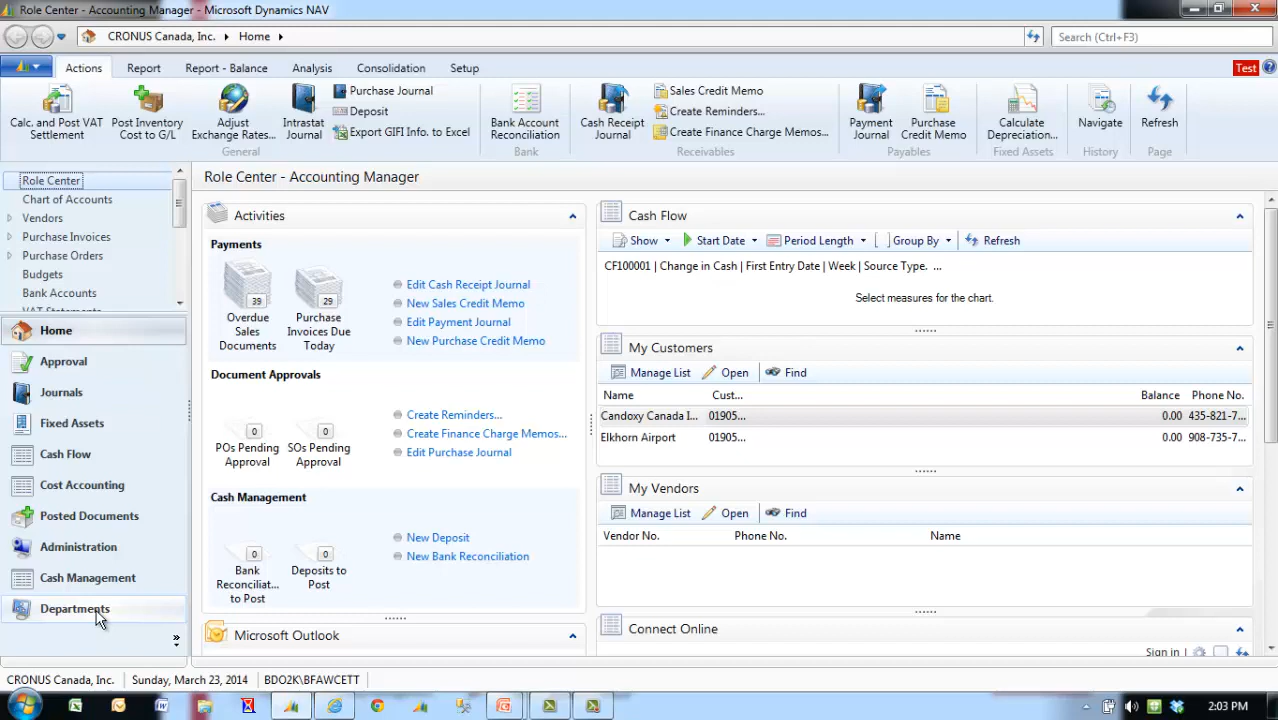 Role Center - Accounting Manager - Microsoft Dynamics NAV
CRONUS Canada, Inc. Home
Search (Ctrl+F3)
Actions Report Report - Balance Analysis Consolidation Setup
Test
Calc. and Post VAT Settlement
Post Inventory Cost to G/L
Adjust Exchange Rates...
Intrastat Journal
Purchase Journal
Deposit
Export GIFI Info. to Excel
General
Bank Account Reconciliation
Bank
Cash Receipt Journal
Sales Credit Memo
Create Reminders...
Create Finance Charge Memos...
Receivables
Payment Journal
Purchase Credit Memo
Payables
Calculate Depreciation...
Fixed Assets
Navigate
History
Refresh
Page
Role Center
Chart of Accounts
Vendors
Purchase Invoices
Purchase Orders
Budgets
Bank Accounts
VAT Statements
Home
Approval
Journals
Fixed Assets
Cash Flow
Cost Accounting
Posted Documents
Administration
Cash Management
Departments
Role Center - Accounting Manager
Activities
Payments
39
Overdue Sales Documents
29
Purchase Invoices Due Today
Edit Cash Receipt Journal
New Sales Credit Memo
Edit Payment Journal
New Purchase Credit Memo
Document Approvals
0
POs Pending Approval
0
SOs Pending Approval
Create Reminders...
Create Finance Charge Memos...
Edit Purchase Journal
Cash Management
0
Bank Reconciliat... to Post
0
Deposits to Post
New Deposit
New Bank Reconciliation
Microsoft Outlook
Cash Flow
Show Start Date Period Length Group By Refresh
CF100001 | Change in Cash | First Entry Date | Week | Source Type. ...
Select measures for the chart.
My Customers
Manage List Open Find
Name Cust... Balance Phone No.
Candoxy Canada I... 01905... 0.00 435-821-7...
Elkhorn Airport 01905... 0.00 908-735-7...
My Vendors
Manage List Open Find
Vendor No. Phone No. Name
Connect Online
Sign in
CRONUS Canada, Inc. Sunday, March 23, 2014 BDO2K\BFAWCETT
2:03 PM